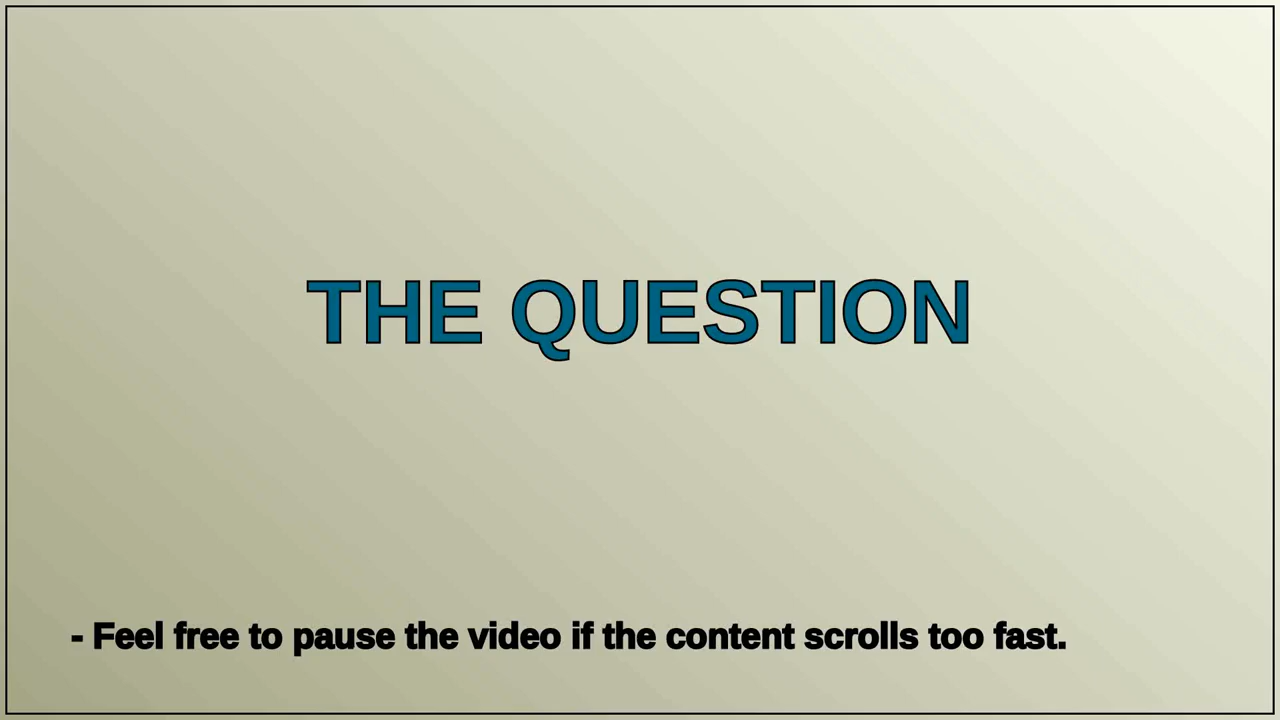 THE QUESTION
- Feel free to pause the video if the content scrolls too fast.